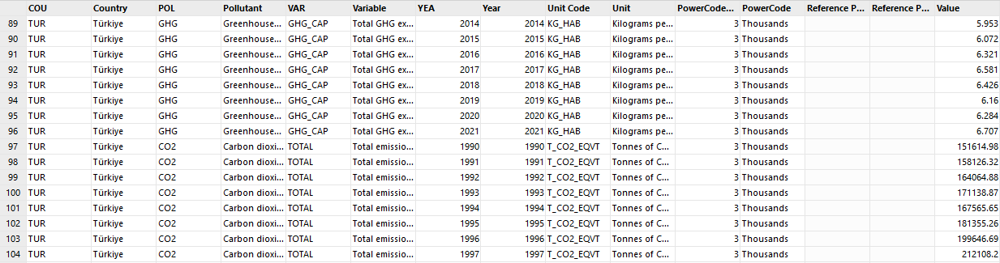 COU Country POL Pollutant VAR Variable YEA Year Unit Code Unit PowerCode... PowerCode Reference P... Reference P... Value
89 TUR Türkiye GHG Greenhouse... GHG_CAP Total GHG ex... 2014 2014 KG_HAB Kilograms pe... 3 Thousands 5.953
90 TUR Türkiye GHG Greenhouse... GHG_CAP Total GHG ex... 2015 2015 KG_HAB Kilograms pe... 3 Thousands 6.072
91 TUR Türkiye GHG Greenhouse... GHG_CAP Total GHG ex... 2016 2016 KG_HAB Kilograms pe... 3 Thousands 6.321
92 TUR Türkiye GHG Greenhouse... GHG_CAP Total GHG ex... 2017 2017 KG_HAB Kilograms pe... 3 Thousands 6.581
93 TUR Türkiye GHG Greenhouse... GHG_CAP Total GHG ex... 2018 2018 KG_HAB Kilograms pe... 3 Thousands 6.426
94 TUR Türkiye GHG Greenhouse... GHG_CAP Total GHG ex... 2019 2019 KG_HAB Kilograms pe... 3 Thousands 6.16
95 TUR Türkiye GHG Greenhouse... GHG_CAP Total GHG ex... 2020 2020 KG_HAB Kilograms pe... 3 Thousands 6.284
96 TUR Türkiye GHG Greenhouse... GHG_CAP Total GHG ex... 2021 2021 KG_HAB Kilograms pe... 3 Thousands 6.707
97 TUR Türkiye CO2 Carbon dioxi... TOTAL Total emissio... 1990 1990 T_CO2_EQVT Tonnes of C... 3 Thousands 151614.98
98 TUR Türkiye CO2 Carbon dioxi... TOTAL Total emissio... 1991 1991 T_CO2_EQVT Tonnes of C... 3 Thousands 158126.32
99 TUR Türkiye CO2 Carbon dioxi... TOTAL Total emissio... 1992 1992 T_CO2_EQVT Tonnes of C... 3 Thousands 164064.88
100 TUR Türkiye CO2 Carbon dioxi... TOTAL Total emissio... 1993 1993 T_CO2_EQVT Tonnes of C... 3 Thousands 171138.87
101 TUR Türkiye CO2 Carbon dioxi... TOTAL Total emissio... 1994 1994 T_CO2_EQVT Tonnes of C... 3 Thousands 167565.65
102 TUR Türkiye CO2 Carbon dioxi... TOTAL Total emissio... 1995 1995 T_CO2_EQVT Tonnes of C... 3 Thousands 181355.26
103 TUR Türkiye CO2 Carbon dioxi... TOTAL Total emissio... 1996 1996 T_CO2_EQVT Tonnes of C... 3 Thousands 199646.69
104 TUR Türkiye CO2 Carbon dioxi... TOTAL Total emissio... 1997 1997 T_CO2_EQVT Tonnes of C... 3 Thousands 212108.2